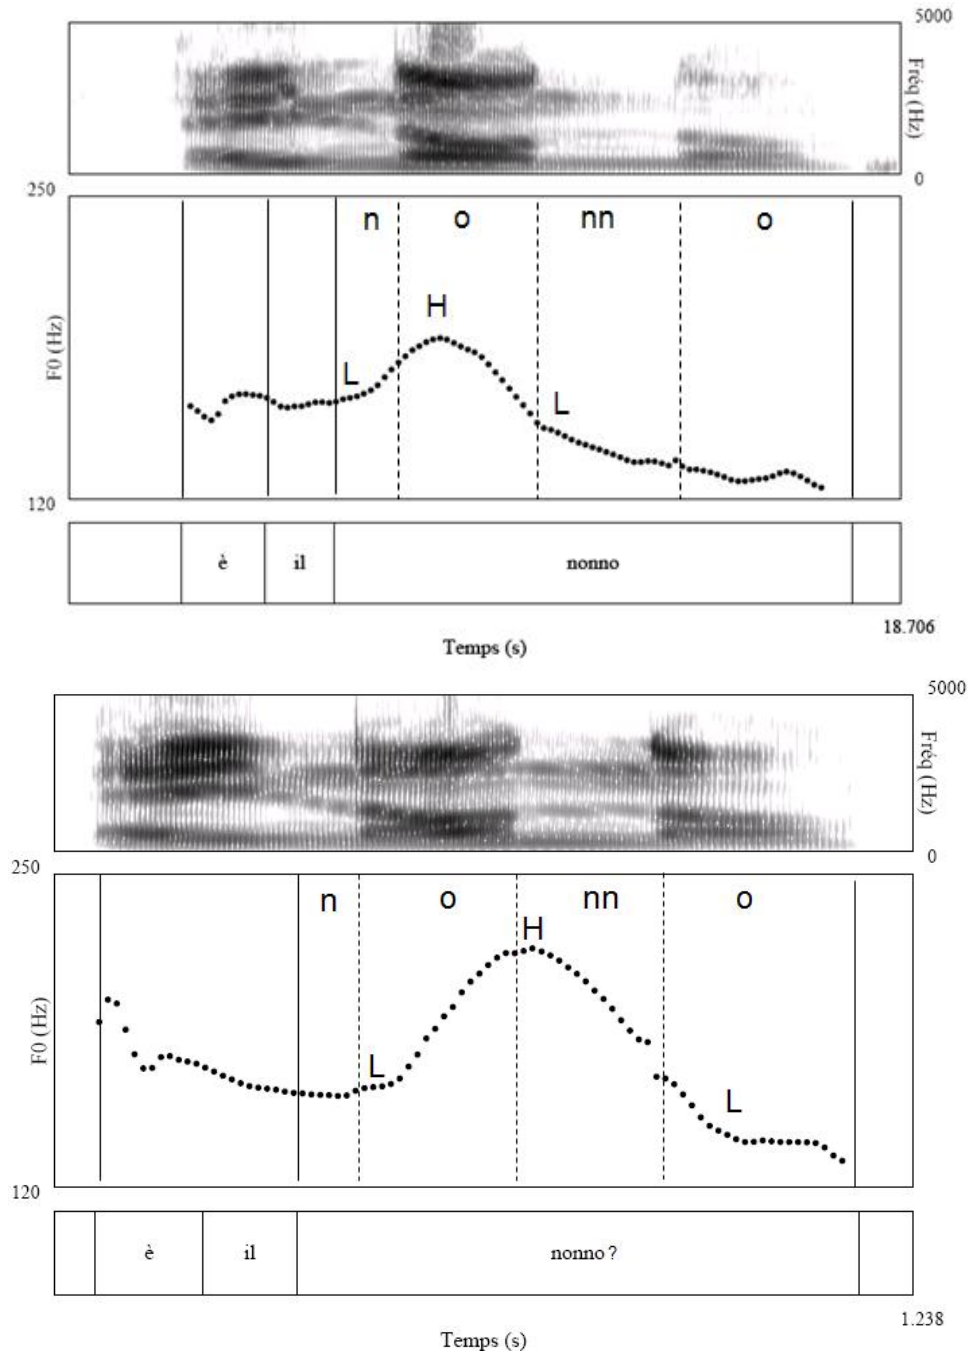 5000
Fréq (Hz)
0
250
n o nn o
H
L
L
F0 (Hz)
120
è il nonno
18.706
Temps (s)
5000
Fréq (Hz)
0
250
n o nn o
H
L
L
F0 (Hz)
120
è il nonno ?
1.238
Temps (s)